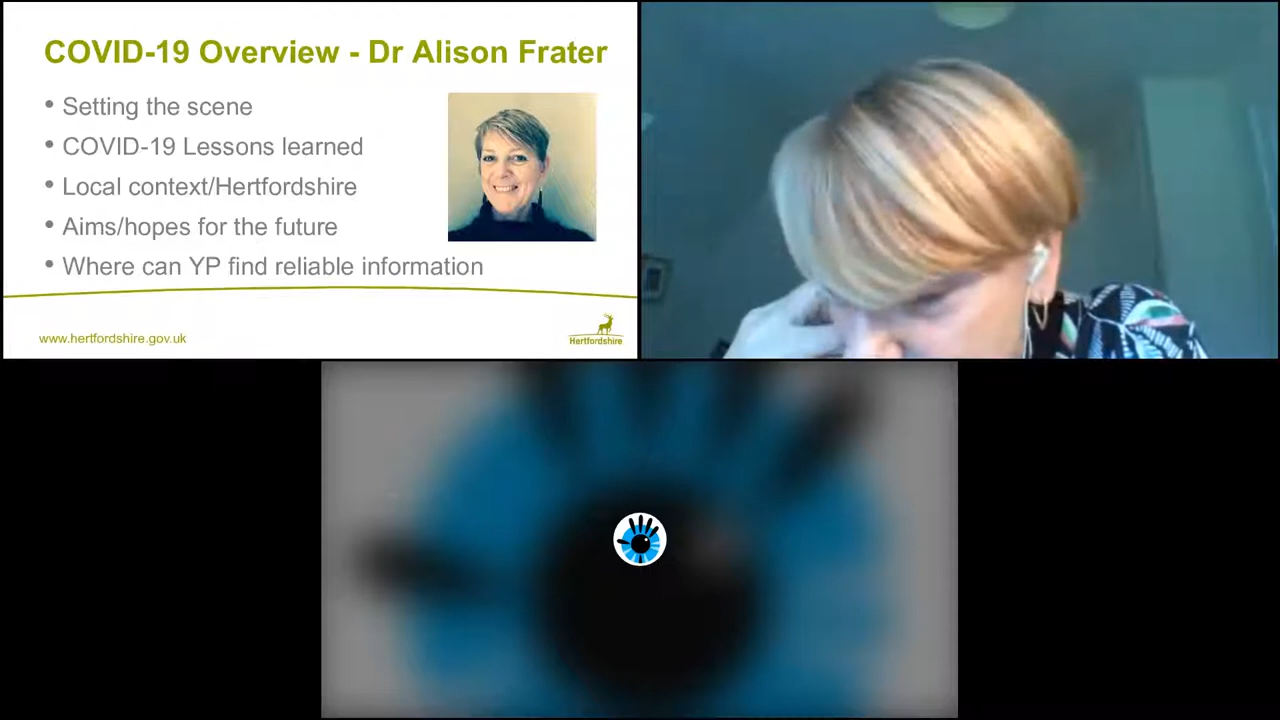 COVID-19 Overview - Dr Alison Frater
• Setting the scene
• COVID-19 Lessons learned
• Local context/Hertfordshire
• Aims/hopes for the future
• Where can YP find reliable information
www.hertfordshire.gov.uk
Hertfordshire